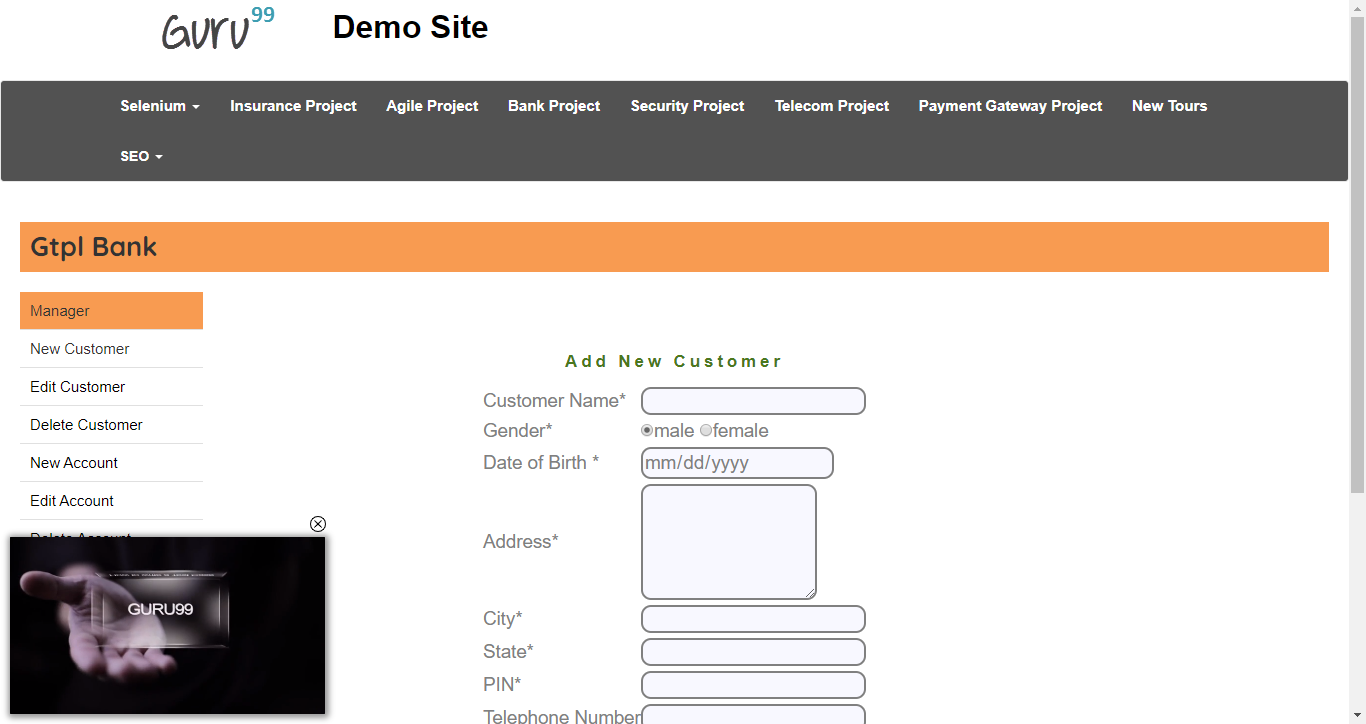 Guru99 Demo Site
Selenium Insurance Project Agile Project Bank Project Security Project Telecom Project Payment Gateway Project New Tours
SEO
Gtpl Bank
Manager
New Customer
Edit Customer
Delete Customer
New Account
Edit Account
Delete Account
GURU99
Add New Customer
Customer Name*
Gender* male female
Date of Birth * mm/dd/yyyy
Address*
City*
State*
PIN*
Telephone Number